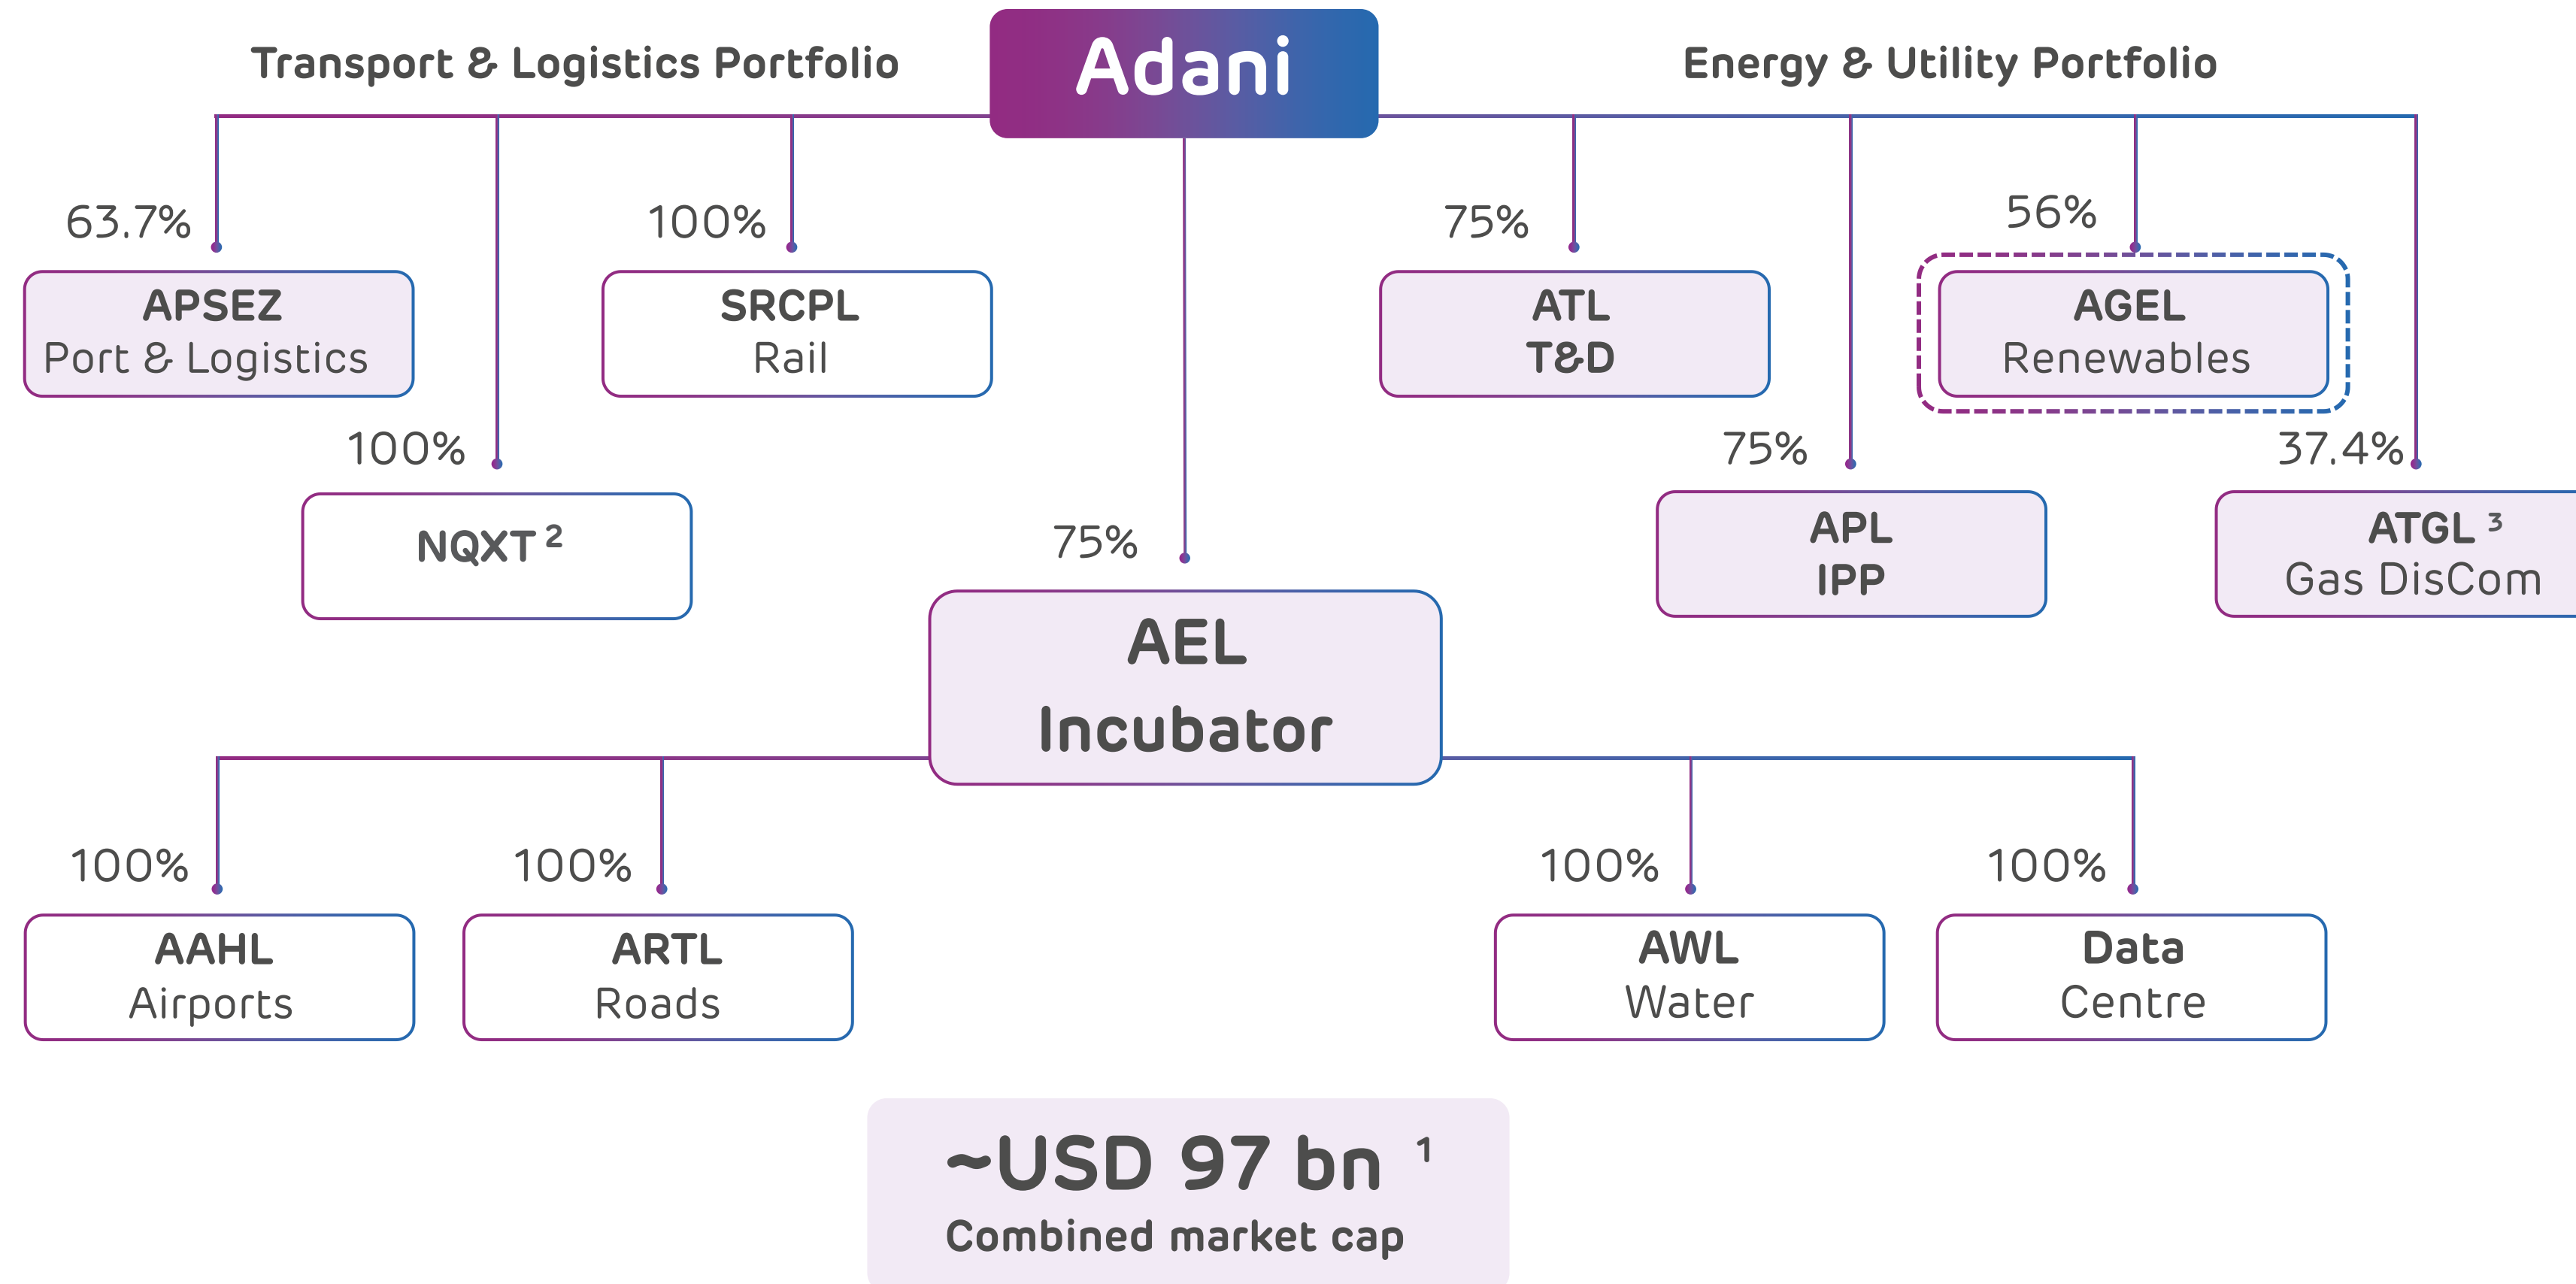 Adani
Transport & Logistics Portfolio
Energy & Utility Portfolio
63.7%
APSEZ
Port & Logistics
100%
NQXT 2
100%
SRCPL
Rail
75%
ATL
T&D
75%
APL
IPP
56%
AGEL
Renewables
37.4%
ATGL 3
Gas DisCom
75%
AEL
Incubator
100%
AAHL
Airports
100%
ARTL
Roads
100%
AWL
Water
100%
Data
Centre
~USD 97 bn 1
Combined market cap